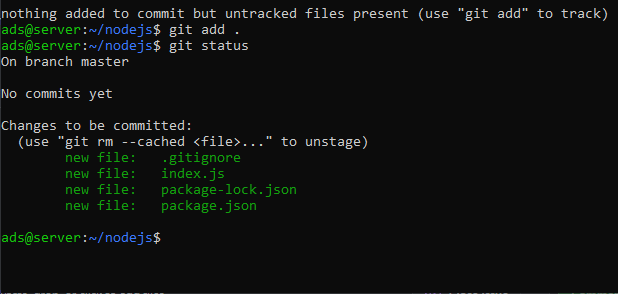 nothing added to commit but untracked files present (use "git add" to track)
ads@server:~/nodejs$ git add .
ads@server:~/nodejs$ git status
On branch master
No commits yet
Changes to be committed:
  (use "git rm --cached <file>..." to unstage)
        new file:   .gitignore
        new file:   index.js
        new file:   package-lock.json
        new file:   package.json
ads@server:~/nodejs$